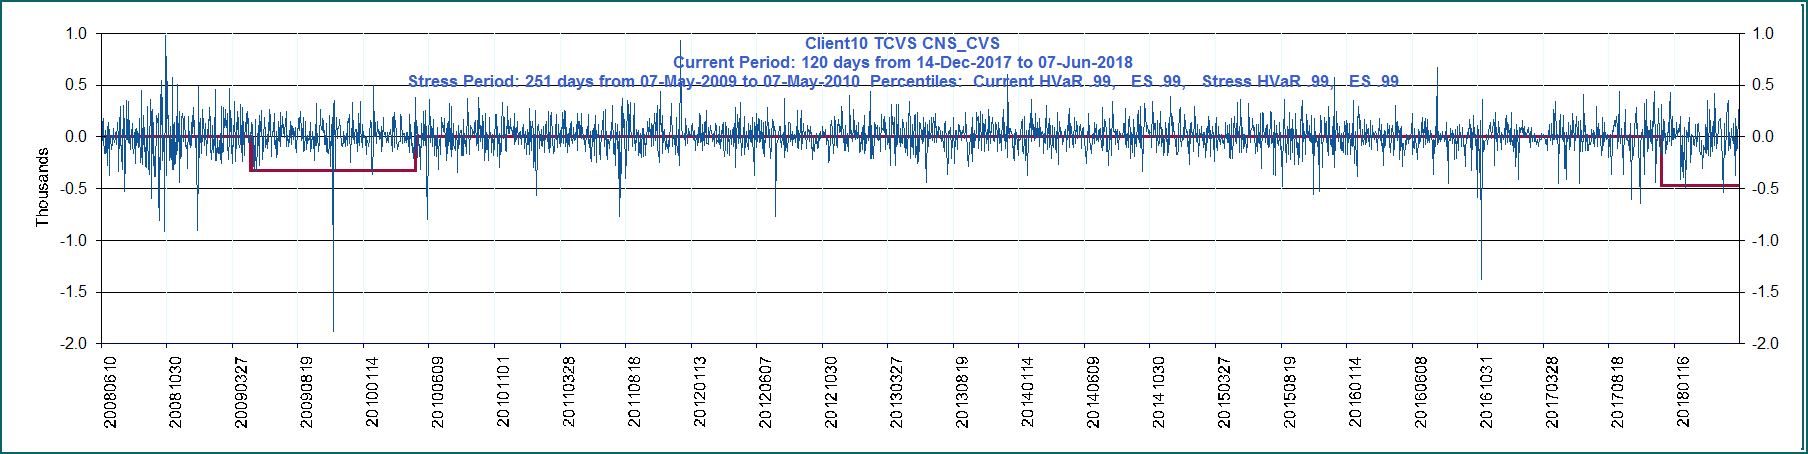 Client10 TCVS CNS_CVS
Current Period: 120 days from 14-Dec-2017 to 07-Jun-2018
Stress Period: 251 days from 07-May-2009 to 07-May-2010 Percentiles: Current HVaR .99, ES .99, Stress HVaR .99, ES .99
1.0 1.0
0.5 0.5
0.0 0.0
-0.5 -0.5
-1.0 -1.0
-1.5 -1.5
-2.0 -2.0
Thousands
20080610 20081030 20090327 20090819 20100114 20100609 20101101 20110328 20110818 20120113 20120607 20121030 20130327 20130819 20140114 20140609 20141030 20150327 20150819 20160114 20160608 20161031 20170328 20170818 20180116